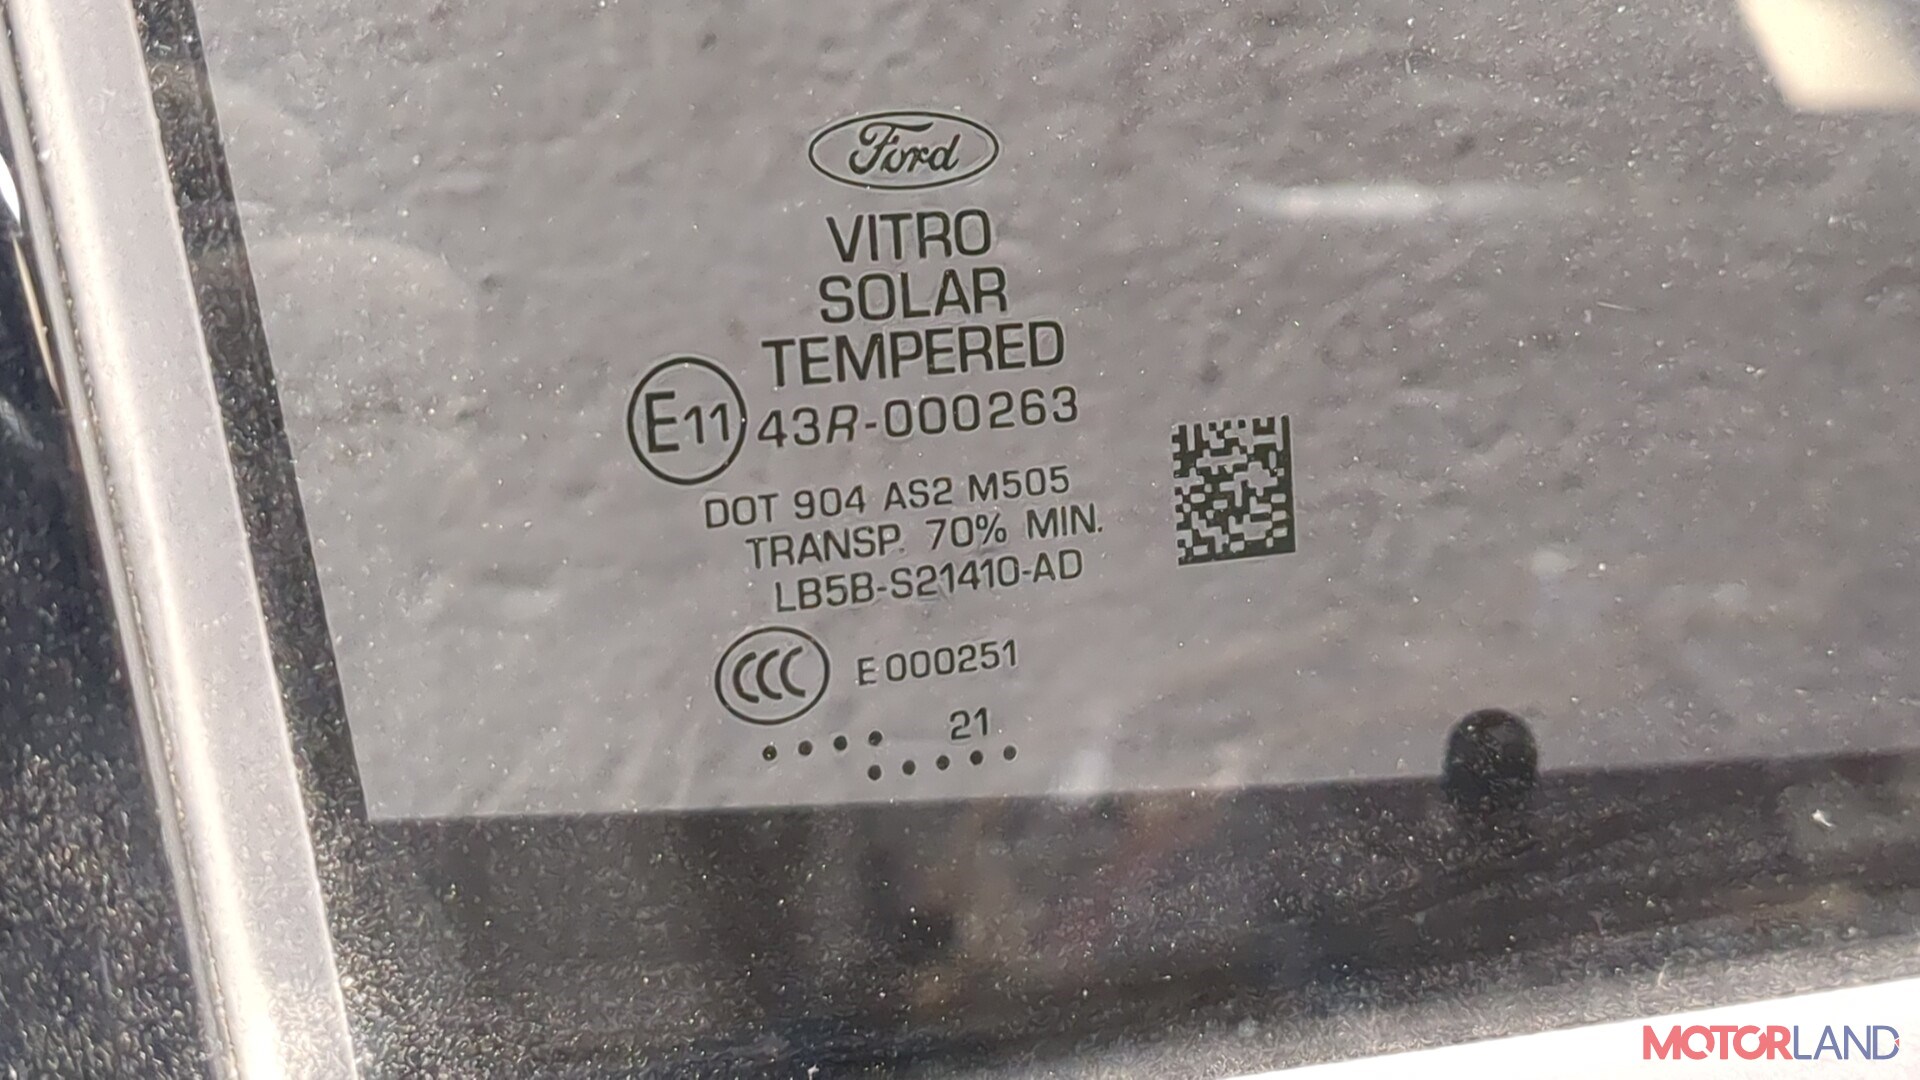 Ford
VITRO
SOLAR
TEMPERED
E11 43R-000263
DOT 904 AS2 M505
TRANSP. 70% MIN.
LB5B-S21410-AD
CCC E000251
21
MOTORLAND